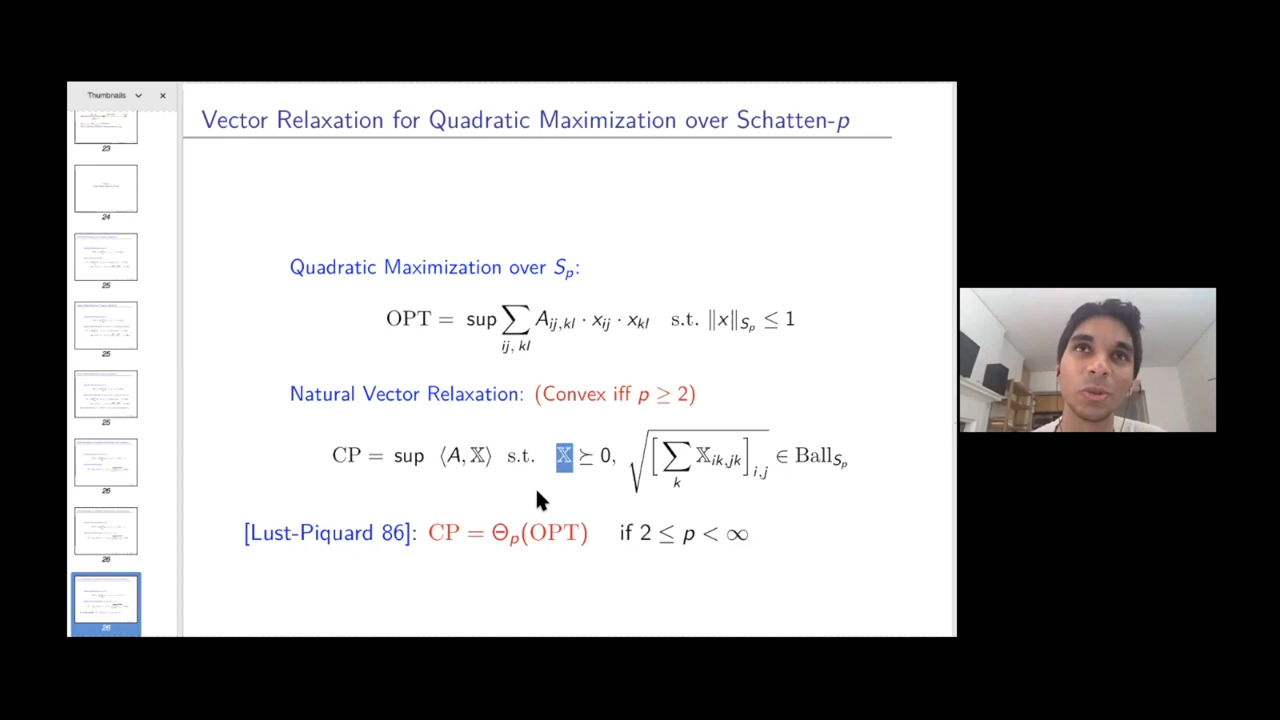 Thumbnails
23
24
25
25
25
26
26
26
Vector Relaxation for Quadratic Maximization over Schatten-p
Quadratic Maximization over S_p:
OPT = sup ∑_{ij, kl} A_{ij,kl} · x_{ij} · x_{kl} s.t. ‖x‖_{S_p} ≤ 1
Natural Vector Relaxation: (Convex iff p ≥ 2)
CP = sup ⟨A, 𝕏⟩ s.t. 𝕏 ⪰ 0, √[∑_k 𝕏_{ik,jk}]_{i,j} ∈ Ball_{S_p}
[Lust-Piquard 86]: CP = Θ_p(OPT) if 2 ≤ p < ∞